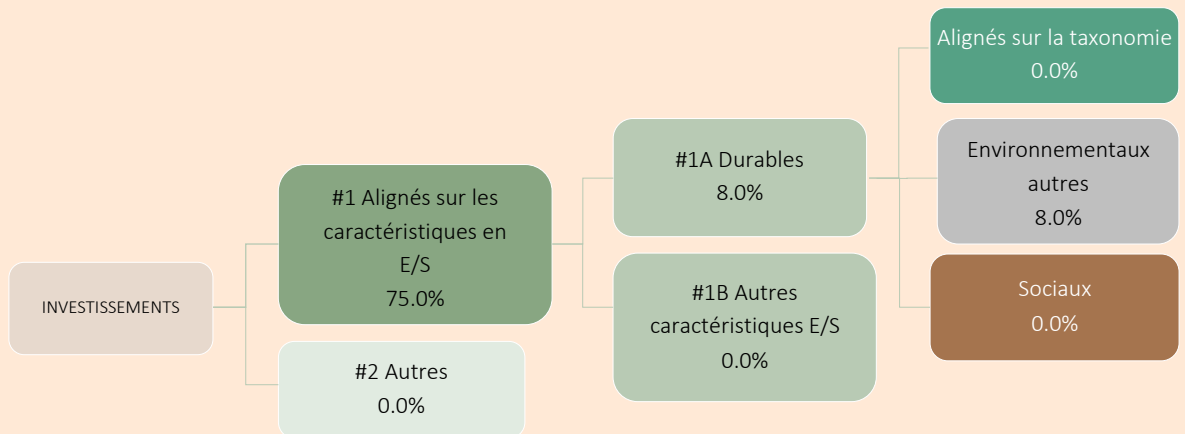 INVESTISSEMENTS
#1 Alignés sur les
caractéristiques en
E/S
75.0%
#2 Autres
0.0%
#1A Durables
8.0%
#1B Autres
caractéristiques E/S
0.0%
Alignés sur la taxonomie
0.0%
Environnementaux
autres
8.0%
Sociaux
0.0%